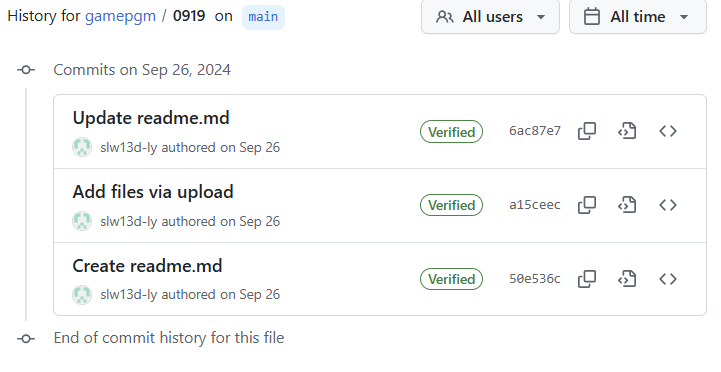 History for gamepgm / 0919 on main
All users
All time
Commits on Sep 26, 2024
Update readme.md
Verified
6ac87e7
slw13d-ly authored on Sep 26
Add files via upload
Verified
a15ceec
slw13d-ly authored on Sep 26
Create readme.md
Verified
50e536c
slw13d-ly authored on Sep 26
End of commit history for this file